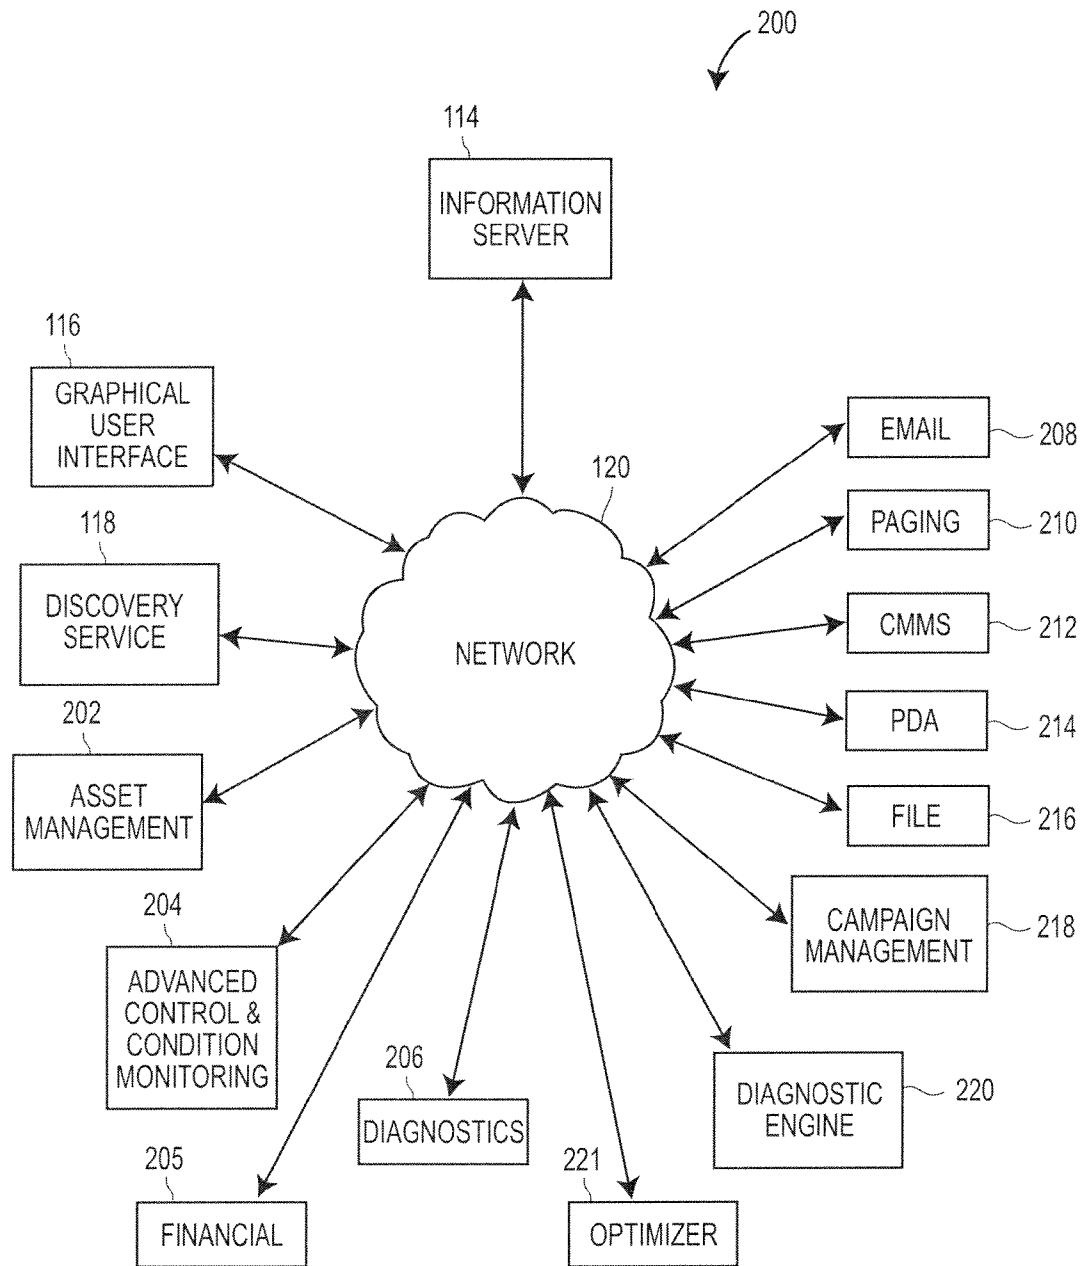 200
114
INFORMATION
SERVER
116
GRAPHICAL
USER
INTERFACE
118
DISCOVERY
SERVICE
202
ASSET
MANAGEMENT
204
ADVANCED
CONTROL &
CONDITION
MONITORING
205
FINANCIAL
206
DIAGNOSTICS
120
NETWORK
EMAIL
208
PAGING
210
CMMS
212
PDA
214
FILE
216
CAMPAIGN
MANAGEMENT
218
DIAGNOSTIC
ENGINE
220
221
OPTIMIZER